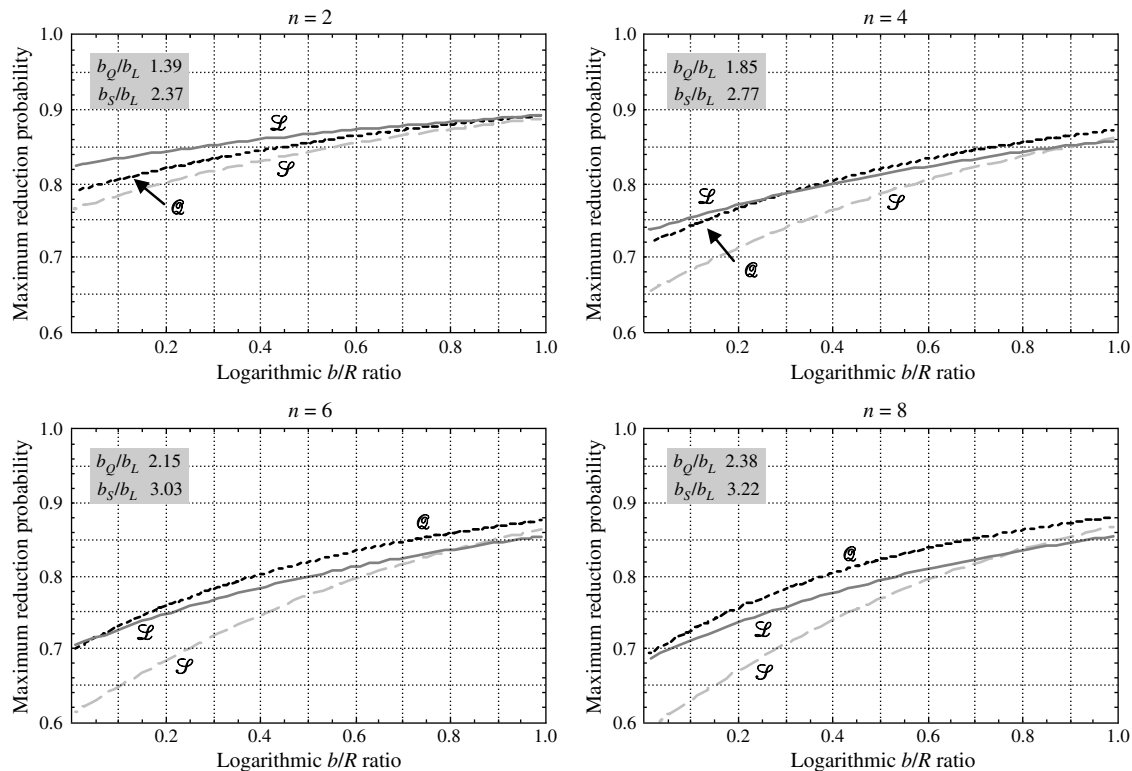 n = 2
1.0
0.9
0.8
0.7
0.6
Maximum reduction probability
b_Q/b_L 1.39
b_S/b_L 2.37
ℒ
𝒮
𝒬
0.2 0.4 0.6 0.8 1.0
Logarithmic b/R ratio
n = 4
1.0
0.9
0.8
0.7
0.6
Maximum reduction probability
b_Q/b_L 1.85
b_S/b_L 2.77
ℒ
𝒮
𝒬
0.2 0.4 0.6 0.8 1.0
Logarithmic b/R ratio
n = 6
1.0
0.9
0.8
0.7
0.6
Maximum reduction probability
b_Q/b_L 2.15
b_S/b_L 3.03
𝒬
ℒ
𝒮
0.2 0.4 0.6 0.8 1.0
Logarithmic b/R ratio
n = 8
1.0
0.9
0.8
0.7
0.6
Maximum reduction probability
b_Q/b_L 2.38
b_S/b_L 3.22
𝒬
ℒ
𝒮
0.2 0.4 0.6 0.8 1.0
Logarithmic b/R ratio